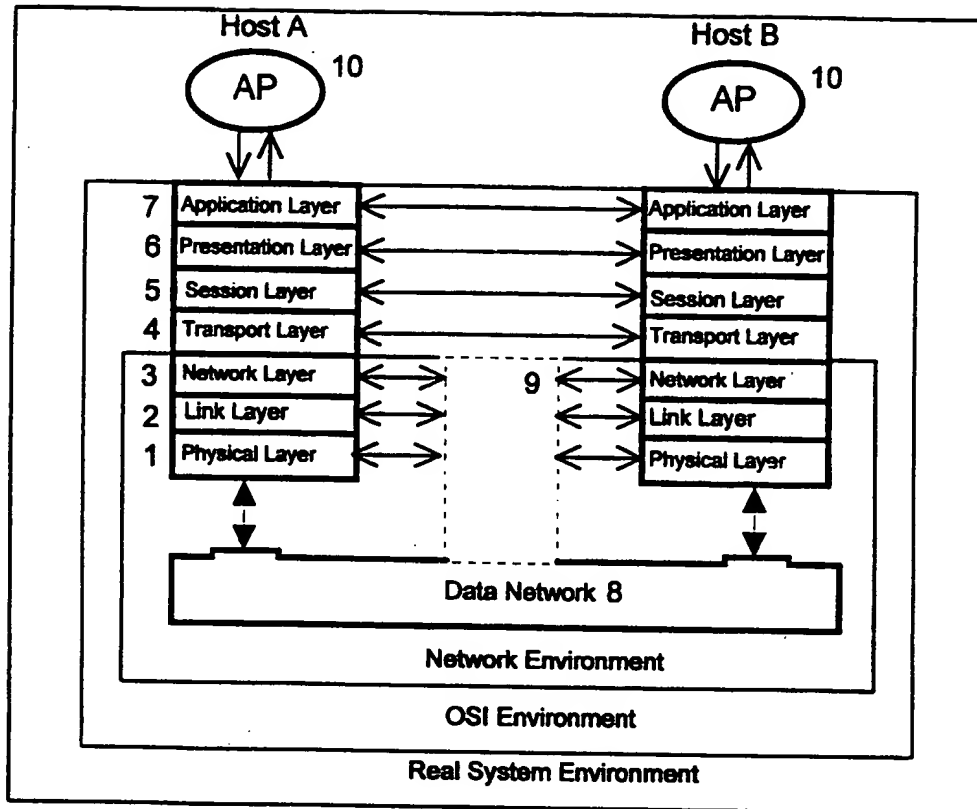 Host A
Host B
AP 10
AP 10
7 Application Layer
Application Layer
6 Presentation Layer
Presentation Layer
5 Session Layer
Session Layer
4 Transport Layer
Transport Layer
3 Network Layer
9
Network Layer
2 Link Layer
Link Layer
1 Physical Layer
Physical Layer
Data Network 8
Network Environment
OSI Environment
Real System Environment